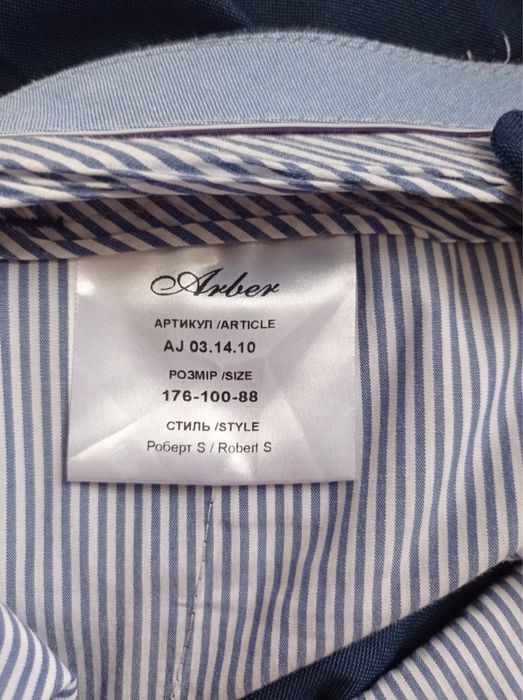 Arber
АРТИКУЛ /ARTICLE
AJ 03.14.10
РОЗМІР /SIZE
176-100-88
СТИЛЬ /STYLE
Роберт S / Robert S